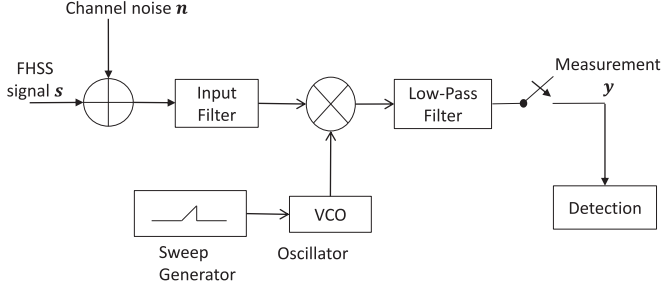 Channel noise n
FHSS
signal s
Input
Filter
Low-Pass
Filter
Measurement
y
Detection
VCO
Sweep
Generator
Oscillator